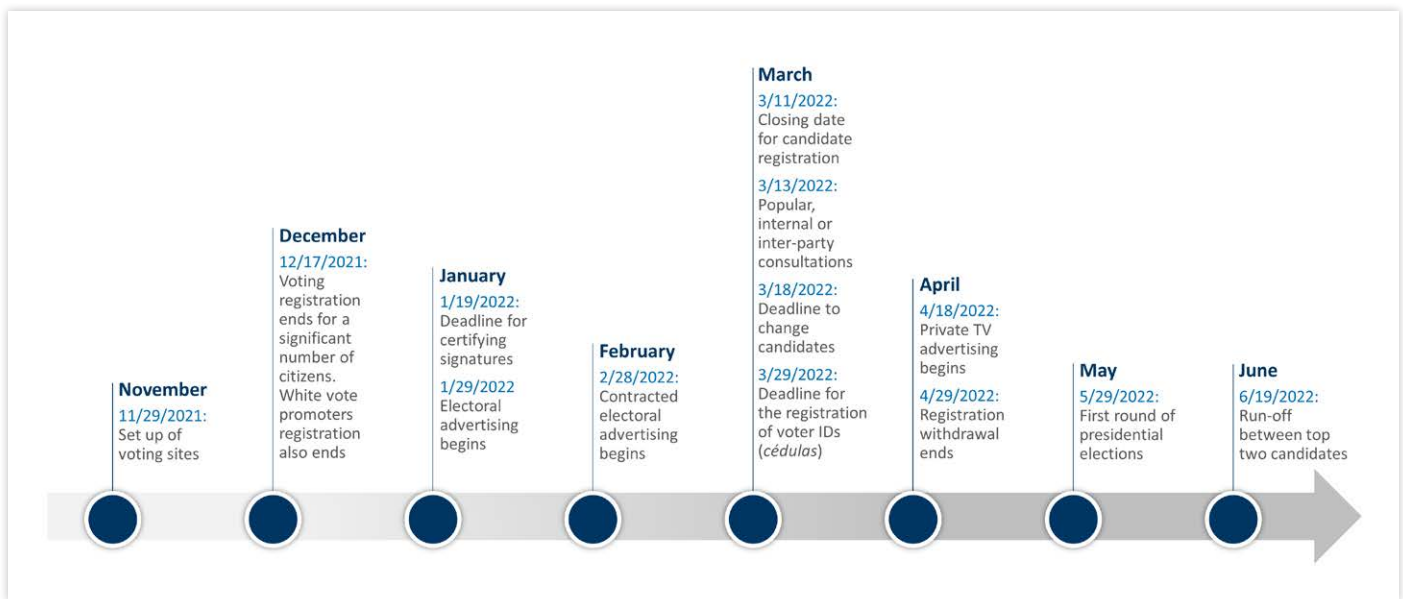 November
11/29/2021:
Set up of
voting sites
December
12/17/2021:
Voting
registration
ends for a
significant
number of
citizens.
White vote
promoters
registration
also ends
January
1/19/2022:
Deadline for
certifying
signatures
1/29/2022
Electoral
advertising
begins
February
2/28/2022:
Contracted
electoral
advertising
begins
March
3/11/2022:
Closing date
for candidate
registration
3/13/2022:
Popular,
internal or
inter-party
consultations
3/18/2022:
Deadline to
change
candidates
3/29/2022:
Deadline for
the registration
of voter IDs
(cédulas)
April
4/18/2022:
Private TV
advertising
begins
4/29/2022:
Registration
withdrawal
ends
May
5/29/2022:
First round of
presidential
elections
June
6/19/2022:
Run-off
between top
two candidates